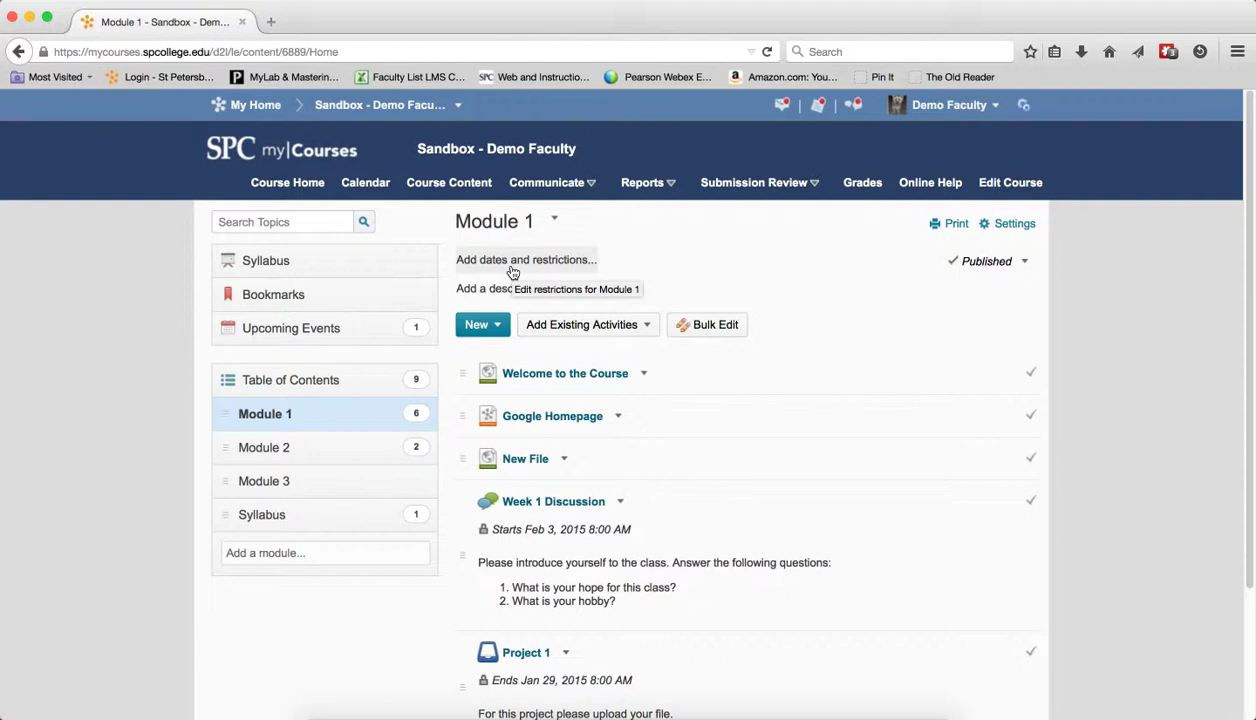 Module 1 - Sandbox - Dem...
https://mycourses.spcollege.edu/d2l/le/content/6889/Home
Search
Most Visited
Login - St Petersb...
MyLab & Mastering...
Faculty List LMS C...
SPC Web and Instructio...
Pearson Webex E...
Amazon.com: You...
Pin It
The Old Reader
My Home
Sandbox - Demo Facu...
Demo Faculty
SPC my|Courses
Sandbox - Demo Faculty
Course Home
Calendar
Course Content
Communicate
Reports
Submission Review
Grades
Online Help
Edit Course
Search Topics
Module 1
Print
Settings
Syllabus
Add dates and restrictions...
Published
Bookmarks
Add a desc
Edit restrictions for Module 1
Upcoming Events 1
New
Add Existing Activities
Bulk Edit
Table of Contents 9
Module 1 6
Module 2 2
Module 3
Syllabus 1
Add a module...
Welcome to the Course
Google Homepage
New File
Week 1 Discussion
Starts Feb 3, 2015 8:00 AM
Please introduce yourself to the class. Answer the following questions:
1. What is your hope for this class?
2. What is your hobby?
Project 1
Ends Jan 29, 2015 8:00 AM
For this project please upload your file.